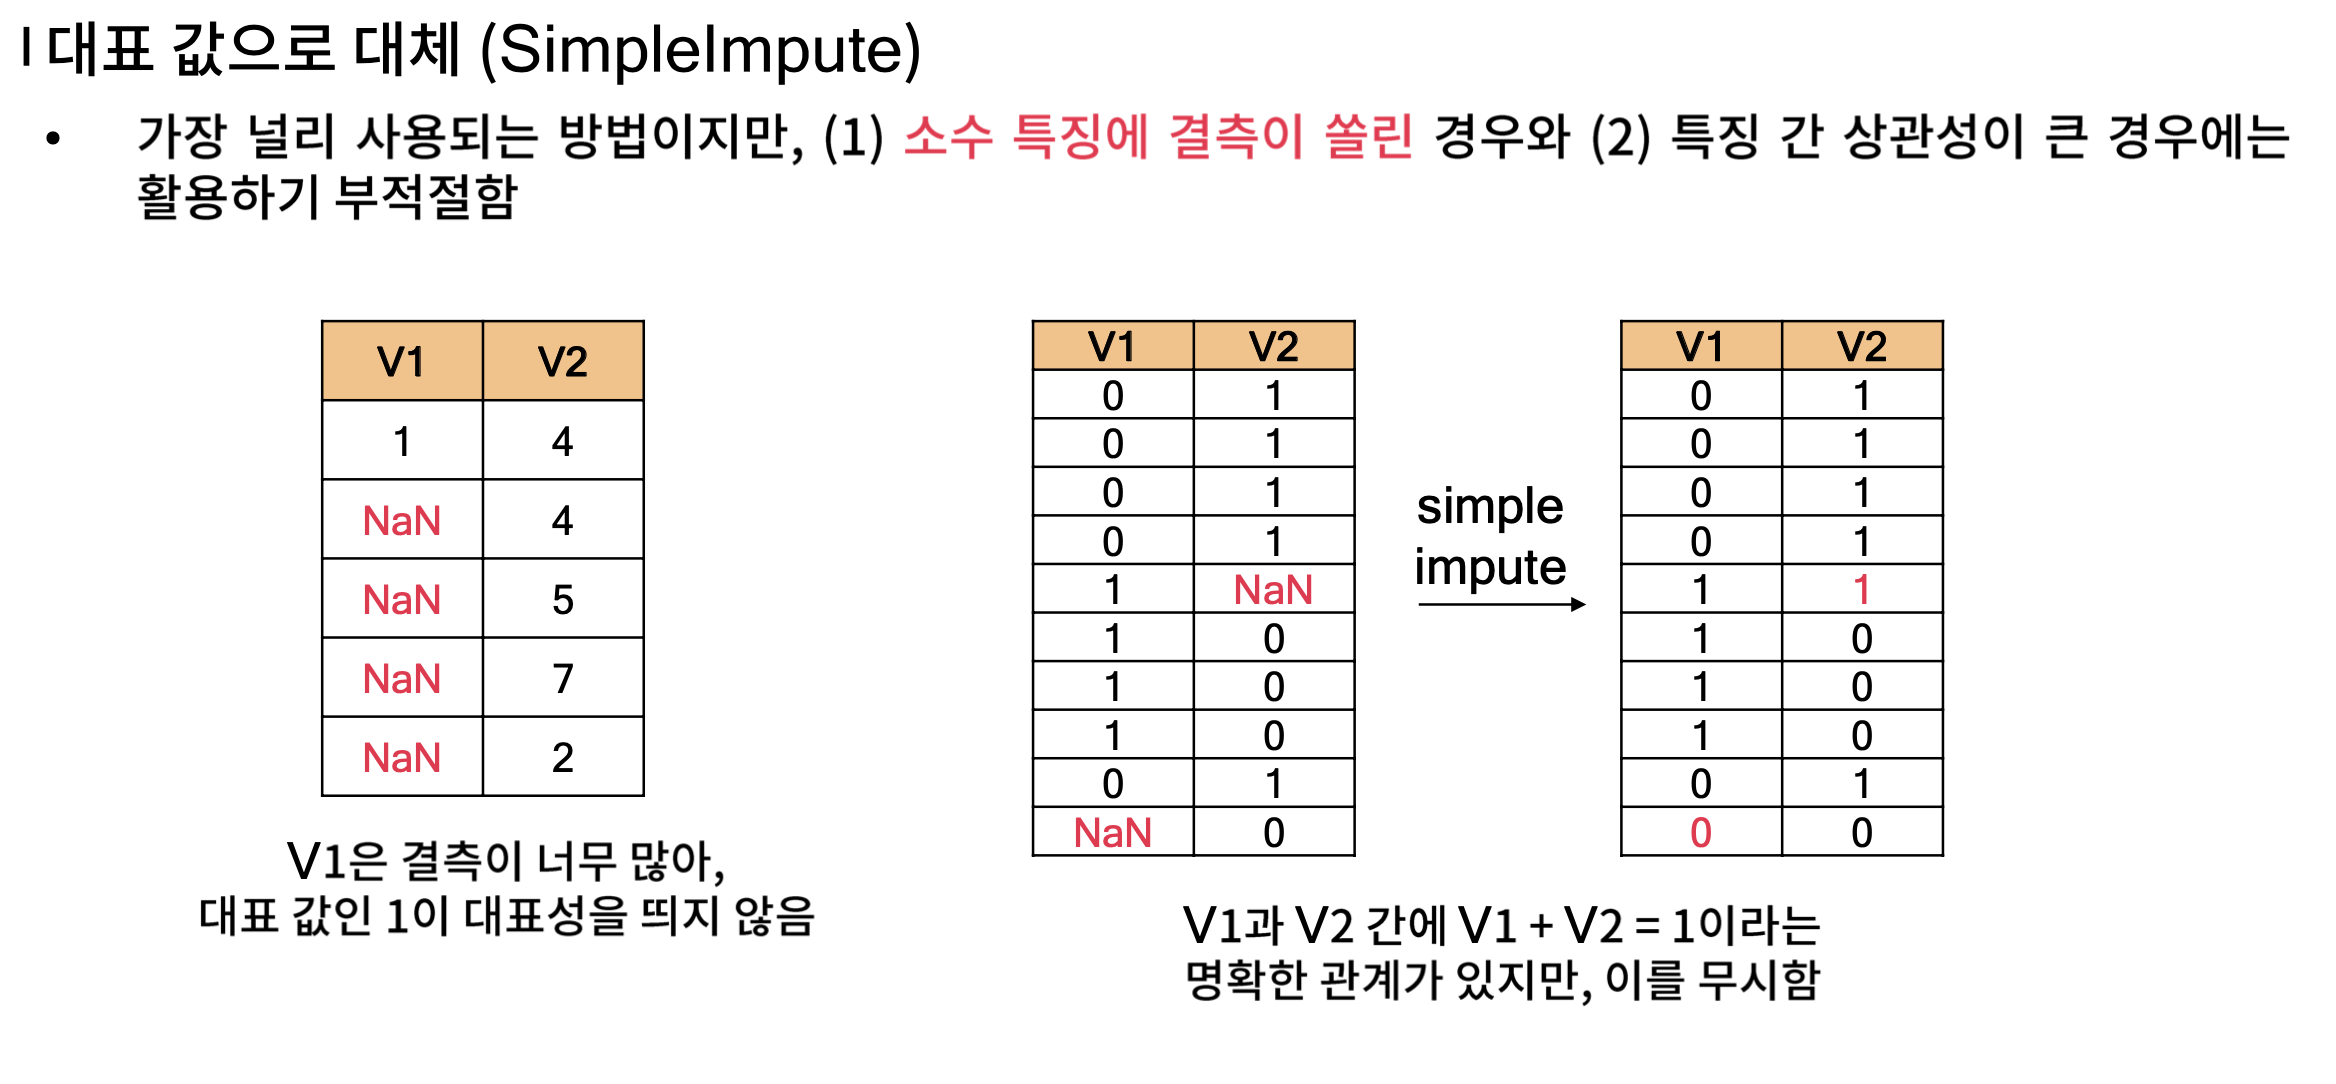 ㅣ대표 값으로 대체 (SimpleImpute)
• 가장 널리 사용되는 방법이지만, (1) 소수 특징에 결측이 쏠린 경우와 (2) 특징 간 상관성이 큰 경우에는
활용하기 부적절함
V1 V2
1 4
NaN 4
NaN 5
NaN 7
NaN 2
V1은 결측이 너무 많아,
대표 값인 1이 대표성을 띄지 않음
V1 V2
0 1
0 1
0 1
0 1
1 NaN
1 0
1 0
1 0
0 1
NaN 0
simple
impute
V1 V2
0 1
0 1
0 1
0 1
1 1
1 0
1 0
1 0
0 1
0 0
V1과 V2 간에 V1 + V2 = 1이라는
명확한 관계가 있지만, 이를 무시함